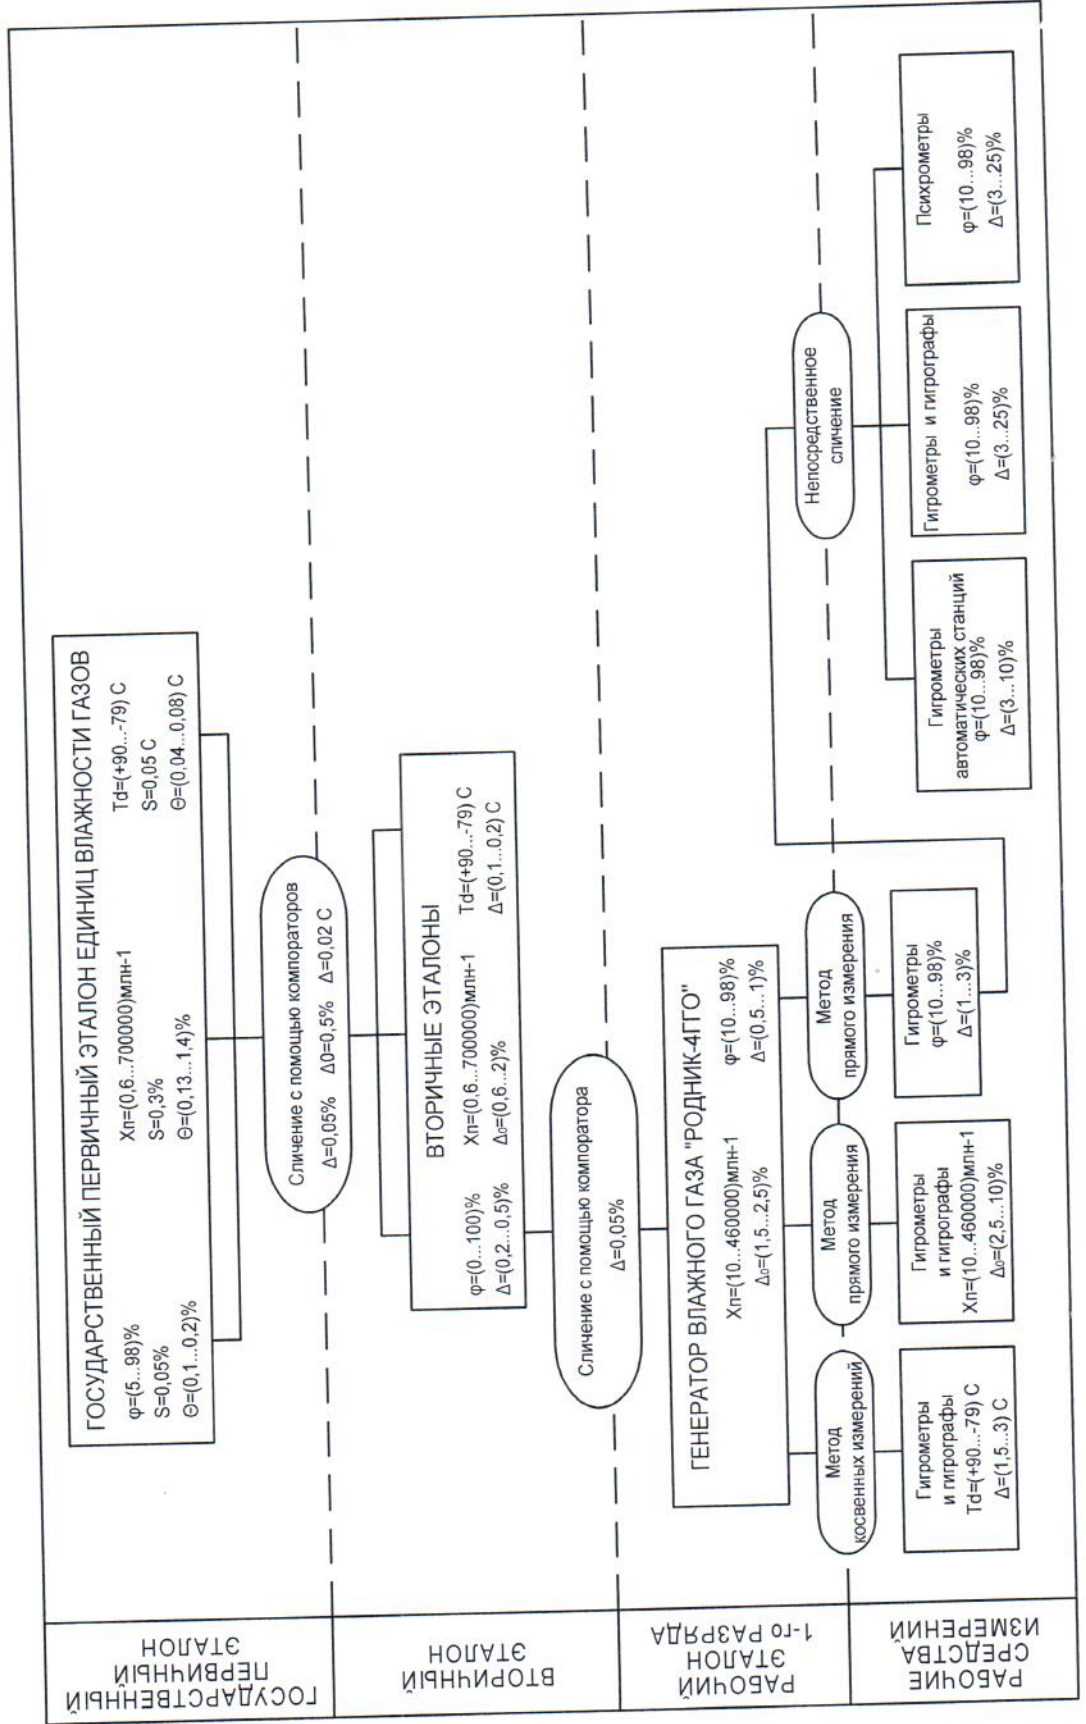 ГОСУДАРСТВЕННЫЙ
ПЕРВИЧНЫЙ
ЭТАЛОН
ГОСУДАРСТВЕННЫЙ ПЕРВИЧНЫЙ ЭТАЛОН ЕДИНИЦ ВЛАЖНОСТИ ГАЗОВ
φ=(5...98)%
S=0,05%
Θ=(0,1...0,2)%
Xп=(0,6...700000)млн-1
S=0,3%
Θ=(0,13...1,4)%
Td=(+90...-79) С
S=0,05 С
Θ=(0,04...0,08) С
Сличение с помощью компораторов
Δ=0,05% Δ0=0,5% Δ=0,02 С
ВТОРИЧНЫЙ
ЭТАЛОН
ВТОРИЧНЫЕ ЭТАЛОНЫ
φ=(0...100)%
Δ=(0,2...0,5)%
Xп=(0,6...700000)млн-1
Δ₀=(0,6...2)%
Td=(+90...-79) С
Δ=(0,1...0,2) С
Сличение с помощью компоратора
Δ=0,05%
РАБОЧИЙ
ЭТАЛОН
1-го РАЗРЯДА
ГЕНЕРАТОР ВЛАЖНОГО ГАЗА "РОДНИК-4ГГО"
Xп=(10...460000)млн-1
Δ₀=(1,5...2,5)%
φ=(10...98)%
Δ=(0,5...1)%
Метод
косвенных измерений
Метод
прямого измерения
Метод
прямого измерения
Непосредственное
сличение
РАБОЧИЕ
СРЕДСТВА
ИЗМЕРЕНИЙ
Гигрометры
и гигрографы
Td=(+90...-79) С
Δ=(1,5...3) С
Гигрометры
и гигрографы
Xп=(10...460000)млн-1
Δ₀=(2,5...10)%
Гигрометры
φ=(10...98)%
Δ=(1...3)%
Гигрометры
автоматических станций
φ=(10...98)%
Δ=(3...10)%
Гигрометры и гигрографы
φ=(10...98)%
Δ=(3...25)%
Психрометры
φ=(10...98)%
Δ=(3...25)%